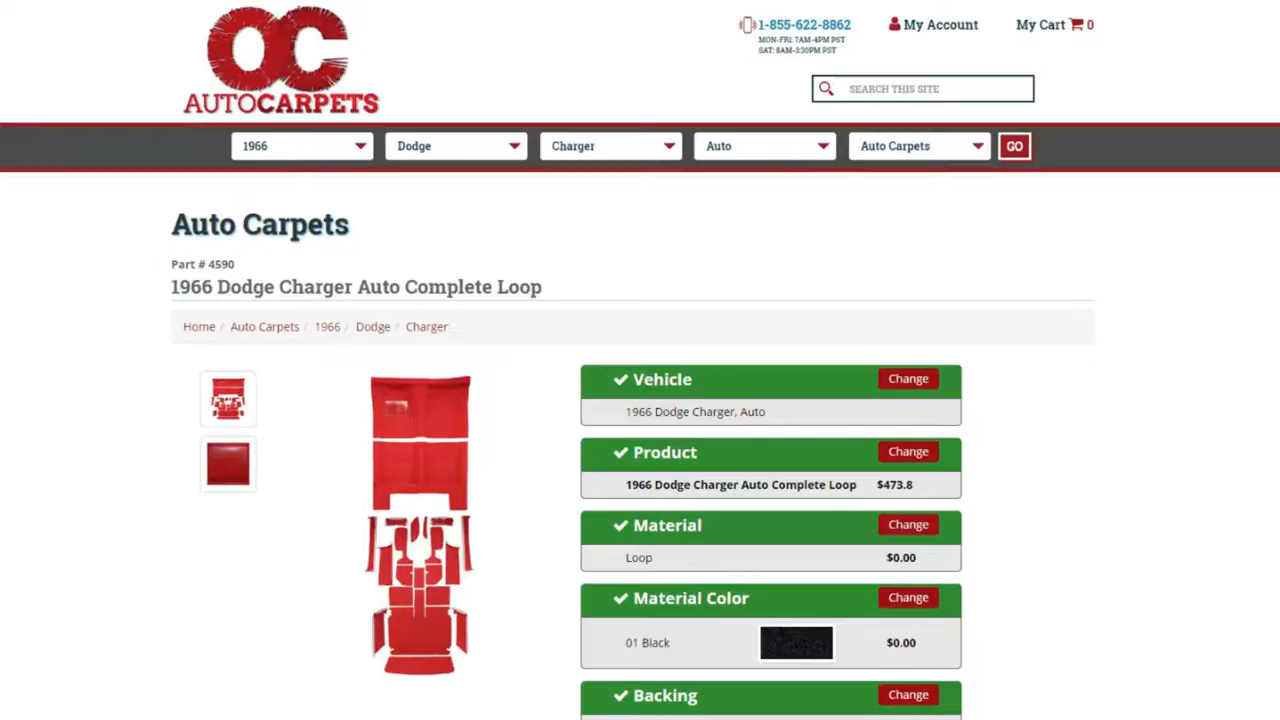 OC
AUTOCARPETS
1-855-622-8862
MON-FRI: 7AM-4PM PST
SAT: 8AM-3:30PM PST
My Account
My Cart 0
SEARCH THIS SITE
1966 Dodge Charger Auto Auto Carpets GO
Auto Carpets
Part # 4590
1966 Dodge Charger Auto Complete Loop
Home / Auto Carpets / 1966 / Dodge / Charger
Vehicle Change
1966 Dodge Charger, Auto
Product Change
1966 Dodge Charger Auto Complete Loop $473.8
Material Change
Loop $0.00
Material Color Change
01 Black $0.00
Backing Change